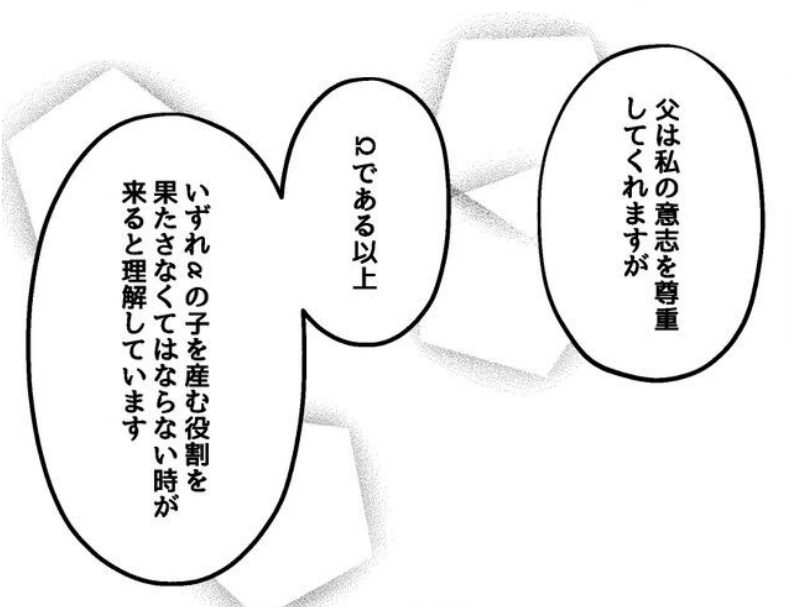 父は私の意志を尊重
してくれますが
Ωである以上
いずれαの子を産む役割を
果たさなくてはならない時が
来ると理解しています